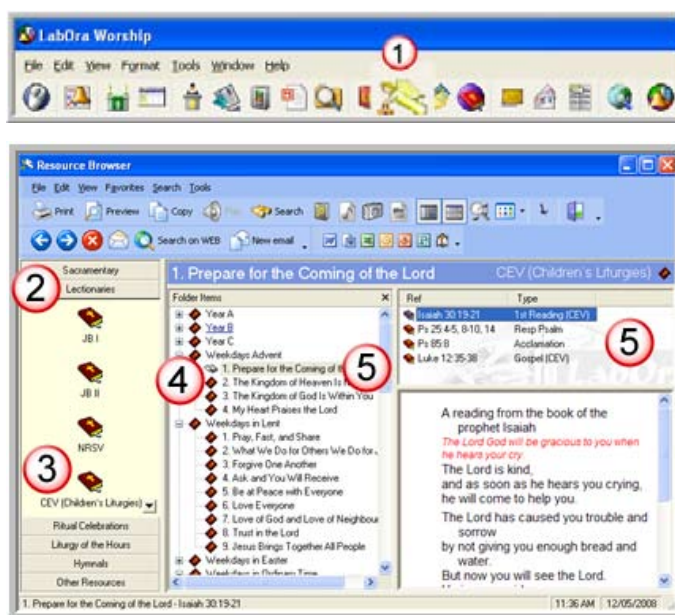 LabOra Worship
1
File Edit View Format Tools Window Help
Resource Browser
File Edit View Favorites Search Tools
Print Preview Copy Search
Search on WEB New email
Sacramentary
2
Lectionaries
JB I
JB II
NRSV
3
CEV (Children's Liturgies)
Ritual Celebrations
Liturgy of the Hours
Hymnals
Other Resources
1. Prepare for the Coming of the Lord CEV (Children's Liturgies)
Folder Items
Year A
Year B
Year C
Weekdays Advent
4
5
1. Prepare for the Coming of the
2. The Kingdom of Heaven Is
3. The Kingdom of God Is Within You
4. My Heart Praises the Lord
Weekdays in Lent
1. Pray, Fast, and Share
2. What We Do for Others We Do for..
3. Forgive One Another
4. Ask and You Will Receive
5. Be at Peace with Everyone
6. Love Everyone
7. Love of God and Love of Neighbour
8. Trust in the Lord
9. Jesus Brings Together All People
Weekdays in Easter
Weekdays in Ordinary Time
Ref Type
Isaiah 30:19-21 1st Reading (CEV)
Ps 25:4-5, 8-10, 14 Resp Psalm
Ps 85:8 Acclamation
Luke 12:35-38 Gospel (CEV)
5
A reading from the book of the
prophet Isaiah
The Lord God will be gracious to you when
he hears your cry.
The Lord is kind,
and as soon as he hears you crying,
he will come to help you.
The Lord has caused you trouble and
sorrow
by not giving you enough bread and
water.
But now you will see the Lord.
1. Prepare for the Coming of the Lord - Isaiah 30:19-21 11:36 AM 12/05/2008